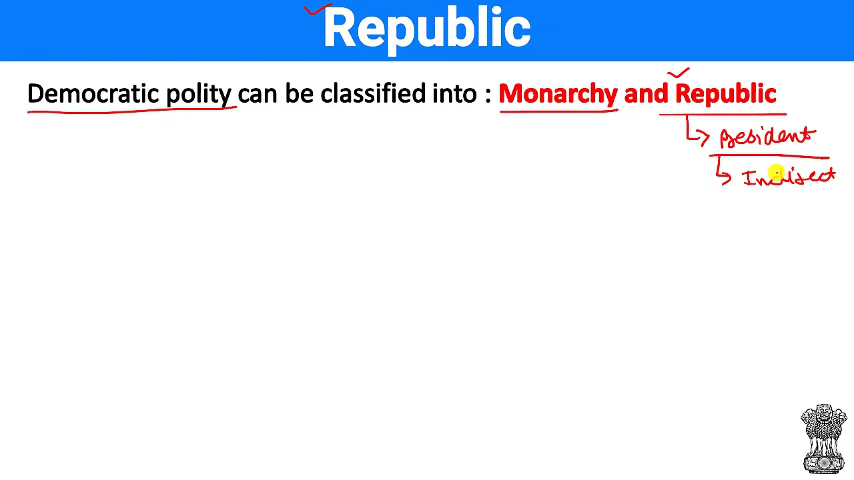 Republic
Democratic polity can be classified into : Monarchy and Republic
President
Indirect